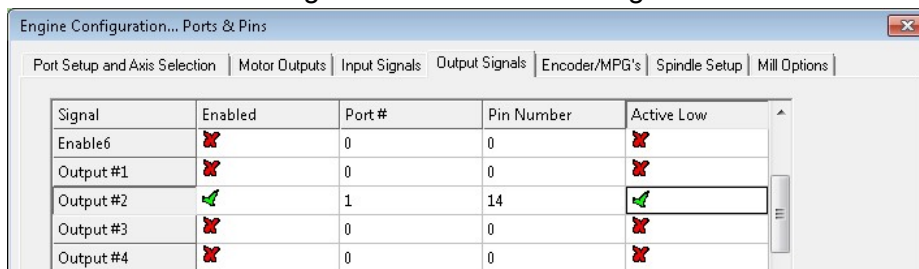 Engine Configuration... Ports & Pins
Port Setup and Axis Selection Motor Outputs Input Signals Output Signals Encoder/MPG's Spindle Setup Mill Options
Signal Enabled Port # Pin Number Active Low
Enable6 0 0
Output #1 0 0
Output #2 1 14
Output #3 0 0
Output #4 0 0